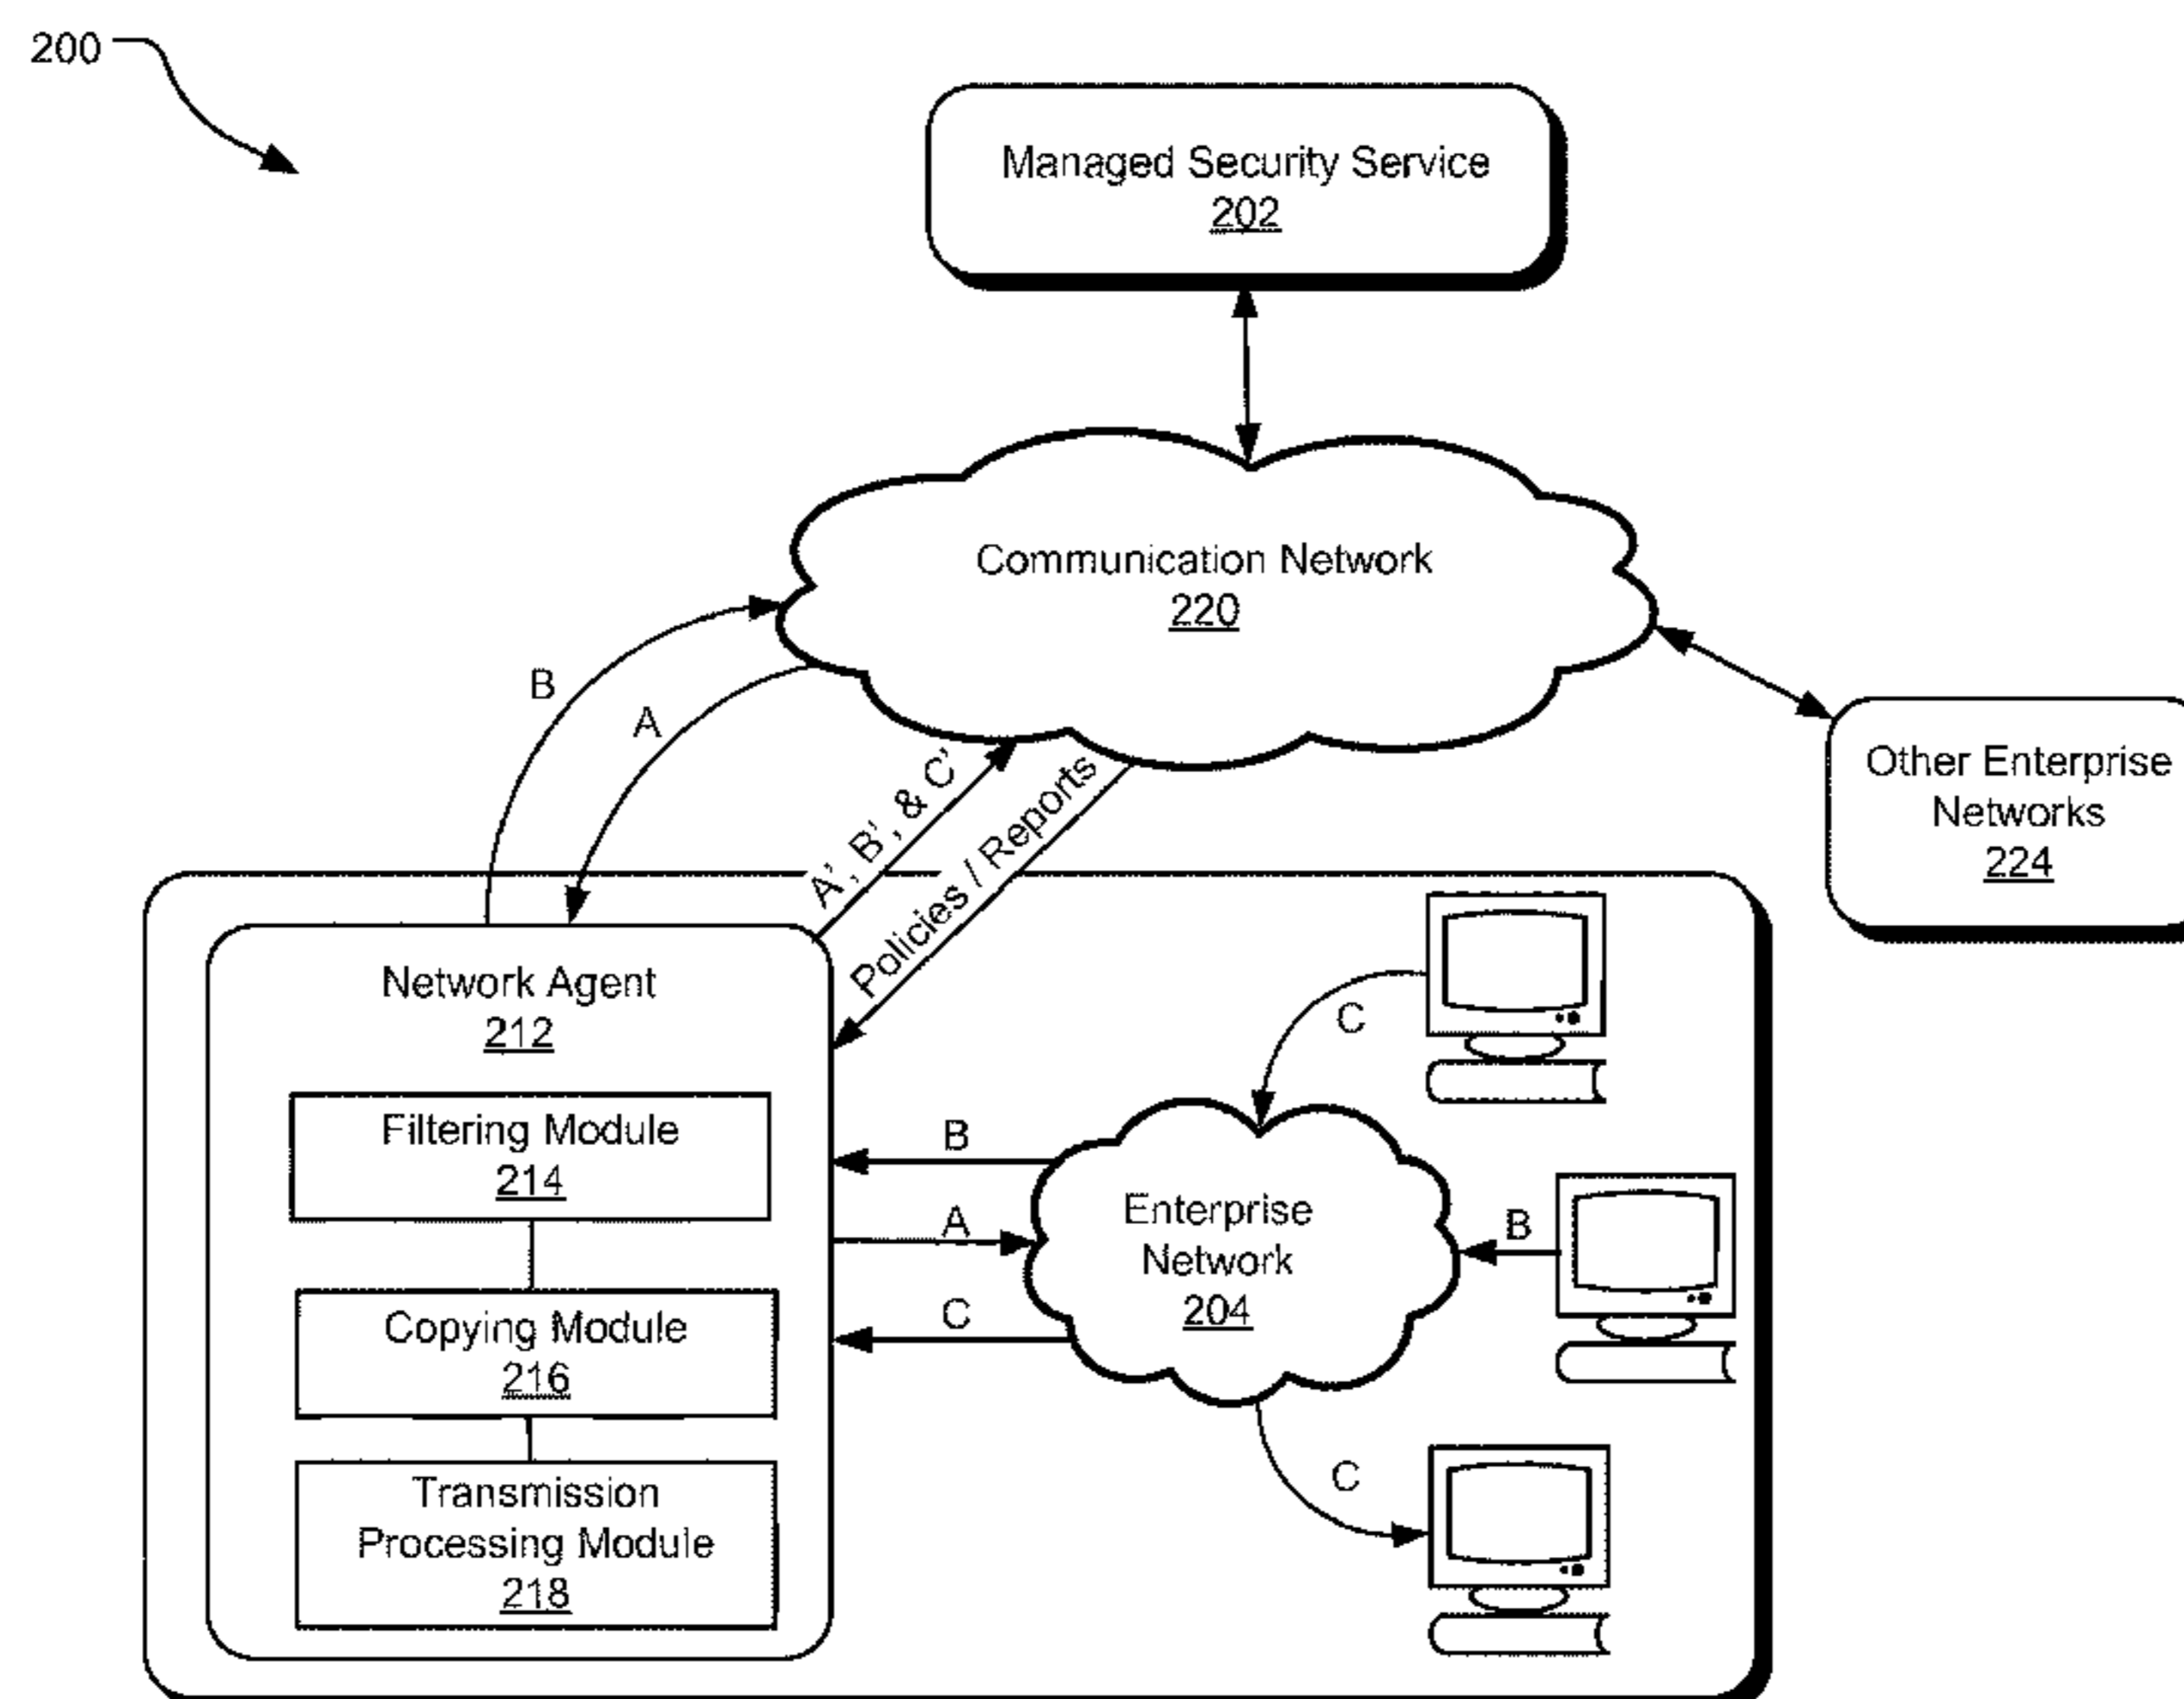 200
Managed Security Service
202
Communication Network
220
B
A
A', B', & C'
Policies / Reports
Other Enterprise
Networks
224
Network Agent
212
Filtering Module
214
Copying Module
216
Transmission
Processing Module
218
B
A
C
Enterprise
Network
204
C
B
C